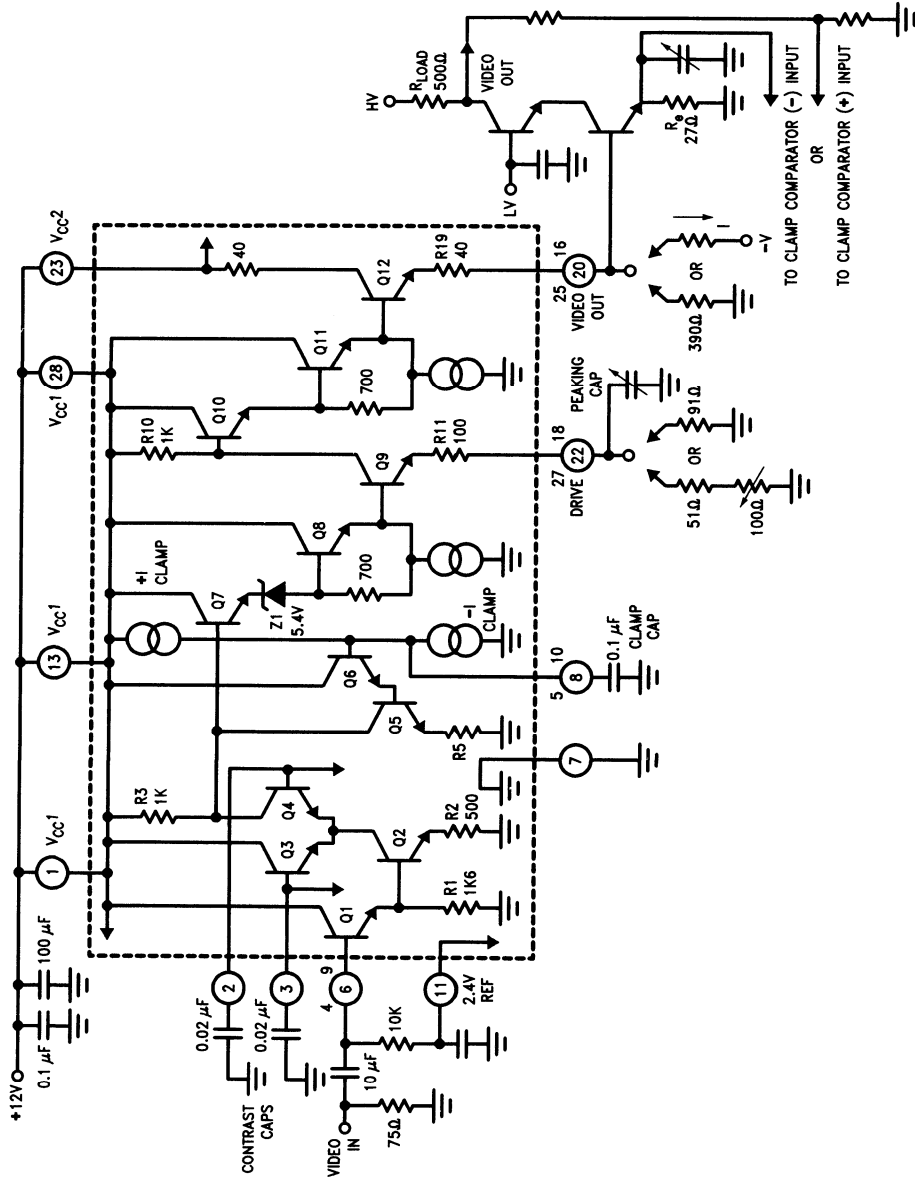 +12V
0.1 µF
100 µF
1
VCC1
13
VCC1
28
VCC1
23
VCC2
R3
1K
+I
CLAMP
R10
1K
40
Q7
Q10
Z1
5.4V
Q8
Q11
Q12
Q3
Q4
Q6
Q5
Q9
700
700
Q1
Q2
R1
1K6
R2
500
R5
-I
CLAMP
R11
100
R19
40
2
0.02 µF
3
0.02 µF
CONTRAST
CAPS
4
6
9
VIDEO
IN
10 µF
75Ω
10K
11
2.4V
REF
7
5
8
10
0.1 µF
CLAMP
CAP
27
22
18
DRIVE
PEAKING
CAP
51Ω
100Ω
OR
91Ω
25
20
16
VIDEO
OUT
390Ω
OR
I
-V
HV
RLOAD
500Ω
VIDEO
OUT
LV
Re
27Ω
TO CLAMP COMPARATOR (-) INPUT
OR
TO CLAMP COMPARATOR (+) INPUT